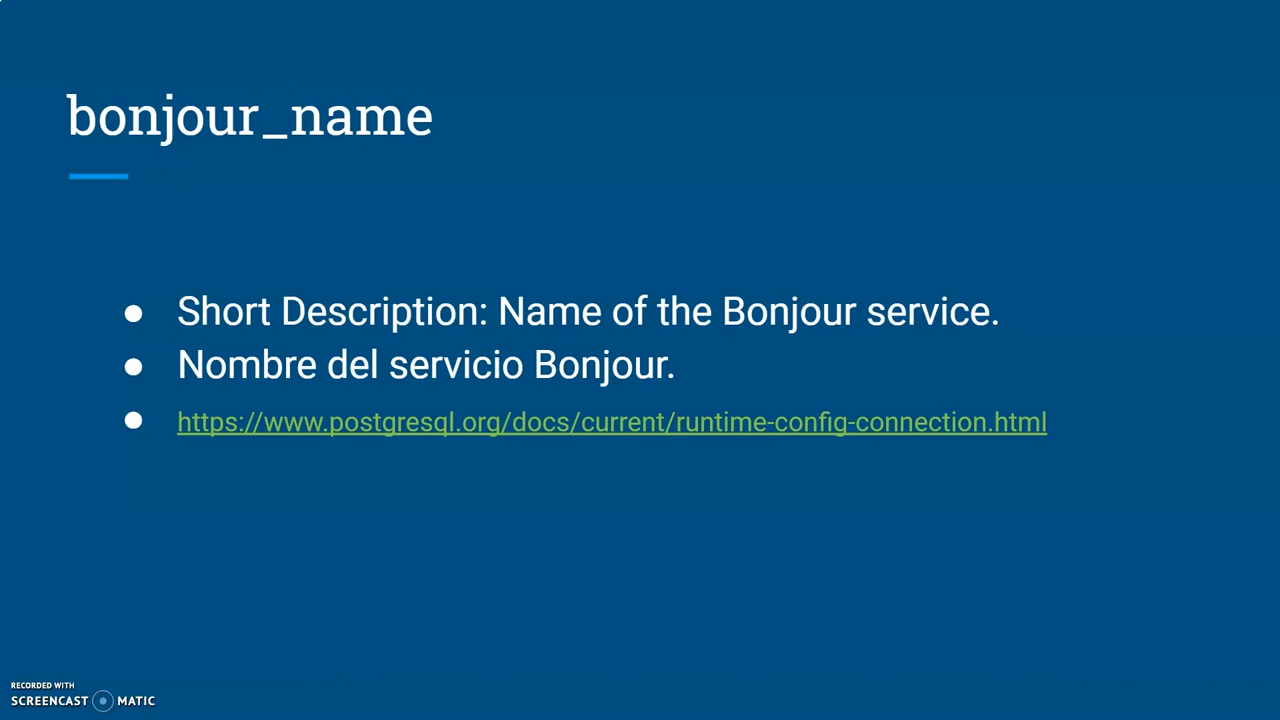 bonjour_name
● Short Description: Name of the Bonjour service.
● Nombre del servicio Bonjour.
● https://www.postgresql.org/docs/current/runtime-config-connection.html
RECORDED WITH
SCREENCAST MATIC